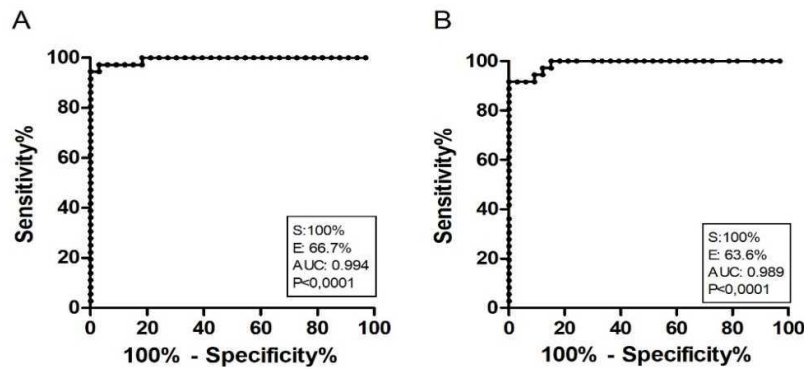 A
Sensitivity%
100
80
60
40
20
0
S:100%
E: 66.7%
AUC: 0.994
P<0,0001
0 20 40 60 80 100
100% - Specificity%
B
Sensitivity%
100
80
60
40
20
0
S:100%
E: 63.6%
AUC: 0.989
P<0,0001
0 20 40 60 80 100
100% - Specificity%